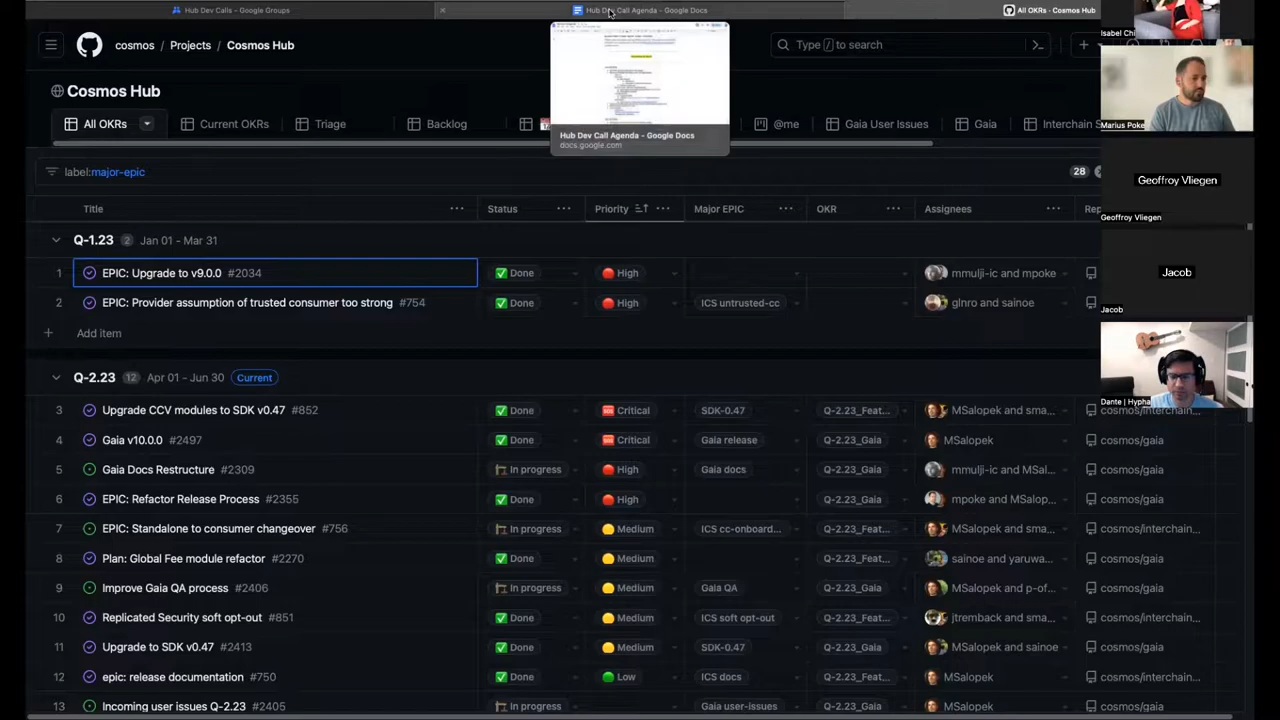 Hub Dev Calls - Google Groups
Hub Dev Call Agenda - Google Docs
All OKRs · Cosmos Hub
Hub
Type / to search
Cosmos Hub
Current OKRs
Triage
Backlog
@me
Gaia User Issues
Gaia
Interchain S
Hub Dev Call Agenda - Google Docs
docs.google.com
label:major-epic
28
Title Status Priority Major EPIC OKR Assignees Rep
Q-1.23 2 Jan 01 - Mar 31
1 EPIC: Upgrade to v9.0.0 #2034 Done High mmulji-ic and mpoke
2 EPIC: Provider assumption of trusted consumer too strong #754 Done High ICS untrusted-cc glnro and sainoe
Add item
Q-2.23 12 Apr 01 - Jun 30 Current
3 Upgrade CCV modules to SDK v0.47 #852 Done SOS Critical SDK-0.47 Q-2.23_Feat... MSalopek and sma... cosmos/interchain...
4 Gaia v10.0.0 #2497 Done SOS Critical Gaia release Q-2.23_Gaia MSalopek cosmos/gaia
5 Gaia Docs Restructure #2309 In progress High Gaia docs Q-2.23_Gaia mmulji-ic and MSal... cosmos/gaia
6 EPIC: Refactor Release Process #2355 Done High Q-2.23_Gaia mpoke and MSalop... cosmos/gaia
7 EPIC: Standalone to consumer changeover #756 In progress Medium ICS cc-onboard... Q-2.23_Feat... MSalopek and sma... cosmos/interchain...
8 Plan: Global Fee module refactor #2270 Done Medium Q-2.23_Gaia sainoe and yaruwa... cosmos/gaia
9 Improve Gaia QA process #2406 In progress Medium Gaia QA Q-2.23_Gaia MSalopek and p-of... cosmos/gaia
10 Replicated Security soft opt-out #851 Done Medium ICS soft opt-out Q-2.23_Feat... jtremback and sma... cosmos/interchain...
11 Upgrade to SDK v0.47 #2413 Done Medium SDK-0.47 Q-2.23_Feat... MSalopek and sainoe cosmos/gaia
12 epic: release documentation #750 Done Low ICS docs Q-2.23_Feat... MSalopek cosmos/interchain...
13 Incoming user issues Q-2.23 #2405 In progress Gaia user-issues Q-2.23_Gaia MSalopek cosmos/gaia
Isabel Chi
Marius Poke
Geoffroy Vliegen
Geoffroy Vliegen
Jacob
Jacob
Dante | Hypha